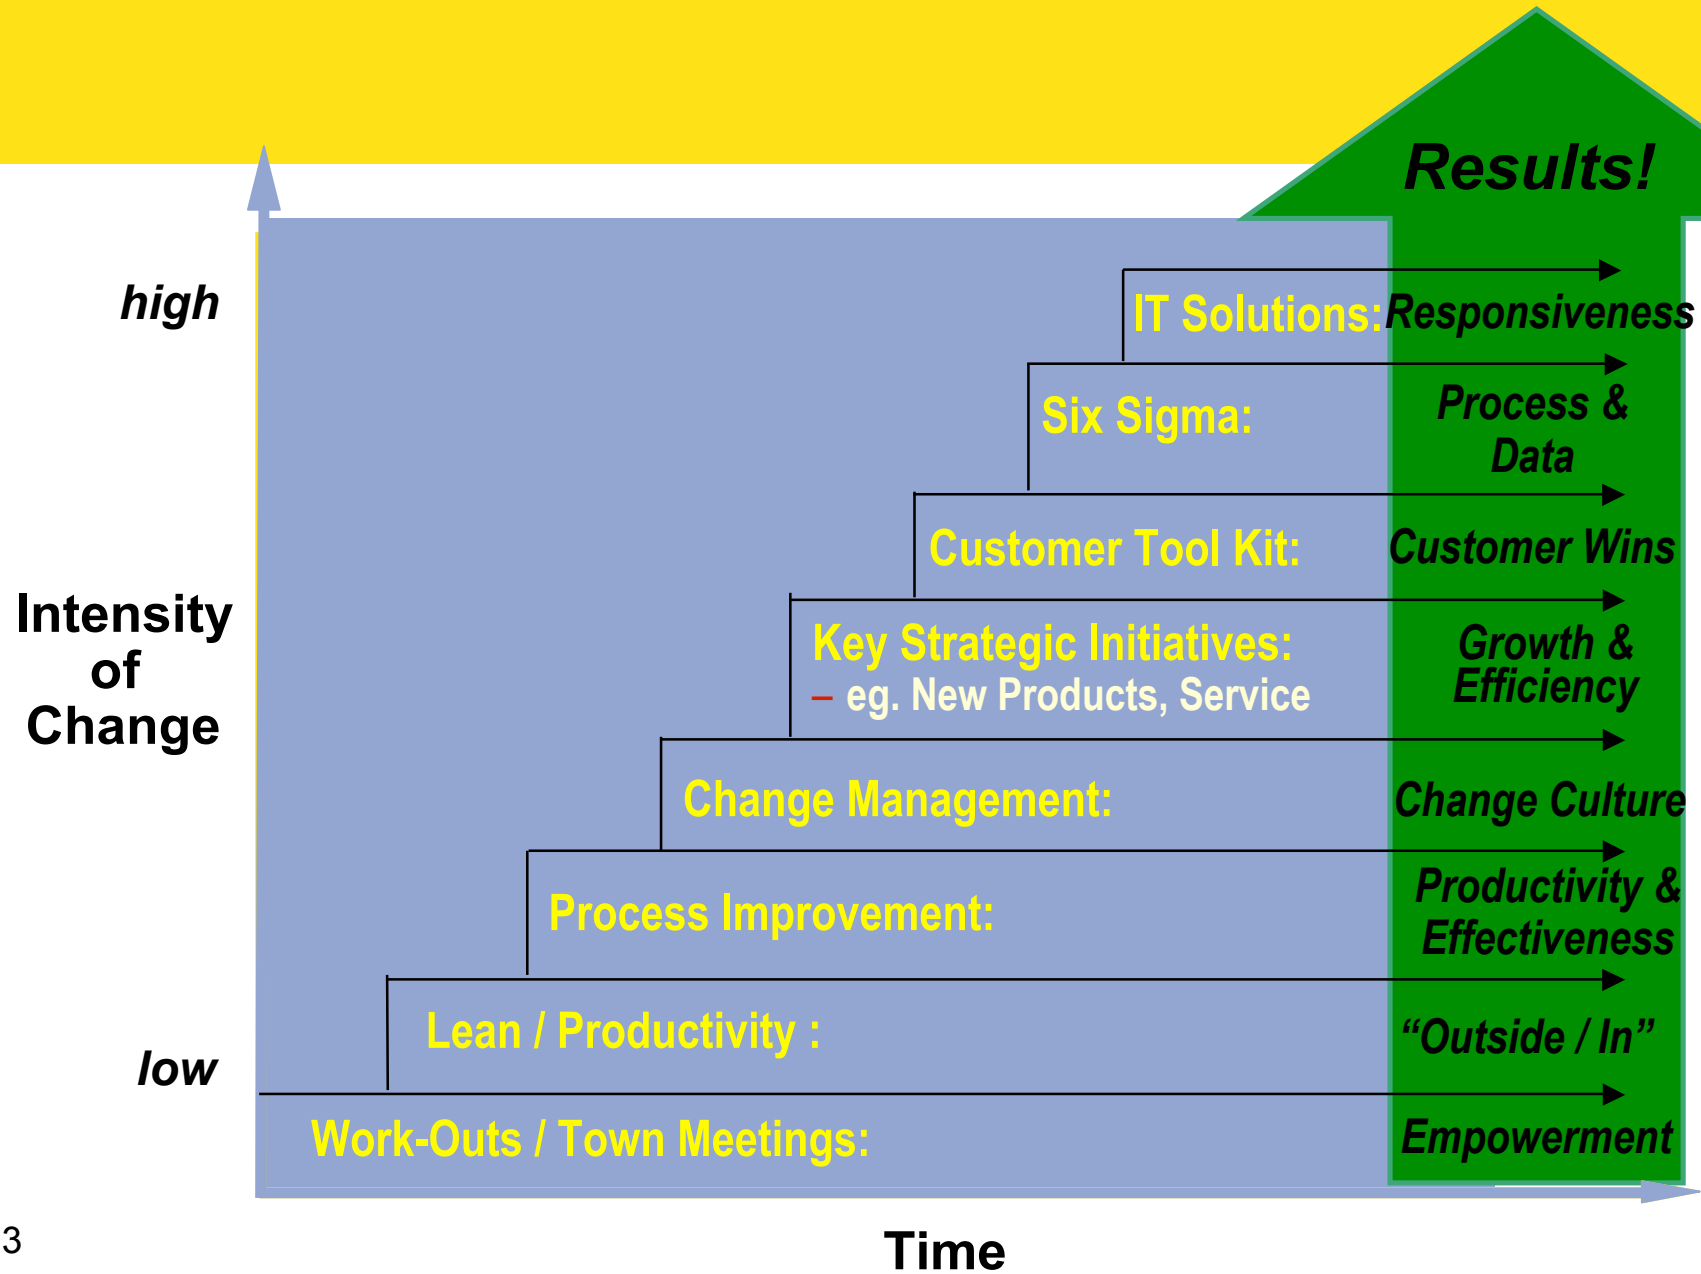 Results!
high
IT Solutions: Responsiveness
Six Sigma: Process &
Data
Customer Tool Kit: Customer Wins
Intensity
of
Change
Key Strategic Initiatives: Growth &
– eg. New Products, Service Efficiency
Change Management: Change Culture
Process Improvement: Productivity &
Effectiveness
Lean / Productivity : “Outside / In”
low
Work-Outs / Town Meetings: Empowerment
3
Time